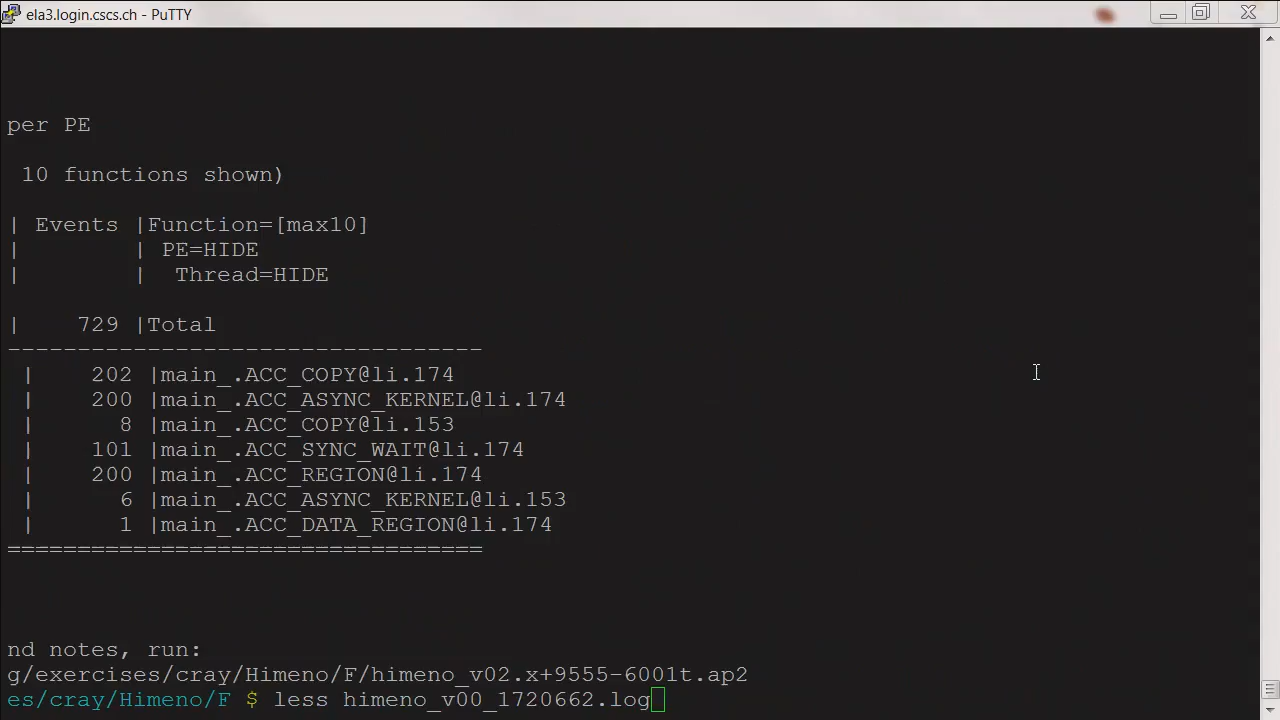 ela3.login.cscs.ch - PuTTY
per PE
10 functions shown)
| Events |Function=[max10]
| | PE=HIDE
| | Thread=HIDE
| 729 |Total
----------------------------------
| 202 |main_.ACC_COPY@li.174
| 200 |main_.ACC_ASYNC_KERNEL@li.174
| 8 |main_.ACC_COPY@li.153
| 101 |main_.ACC_SYNC_WAIT@li.174
| 200 |main_.ACC_REGION@li.174
| 6 |main_.ACC_ASYNC_KERNEL@li.153
| 1 |main_.ACC_DATA_REGION@li.174
==================================
nd notes, run:
g/exercises/cray/Himeno/F/himeno_v02.x+9555-6001t.ap2
es/cray/Himeno/F $ less himeno_v00_1720662.log